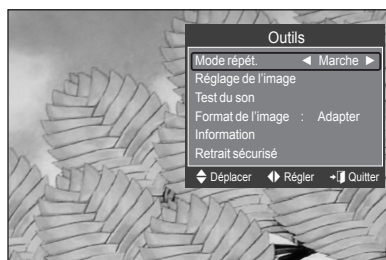 Outils
Mode répét. ◄ Marche ►
Réglage de l'image
Test du son
Format de l'image : Adapter
Information
Retrait sécurisé
Déplacer Régler Quitter